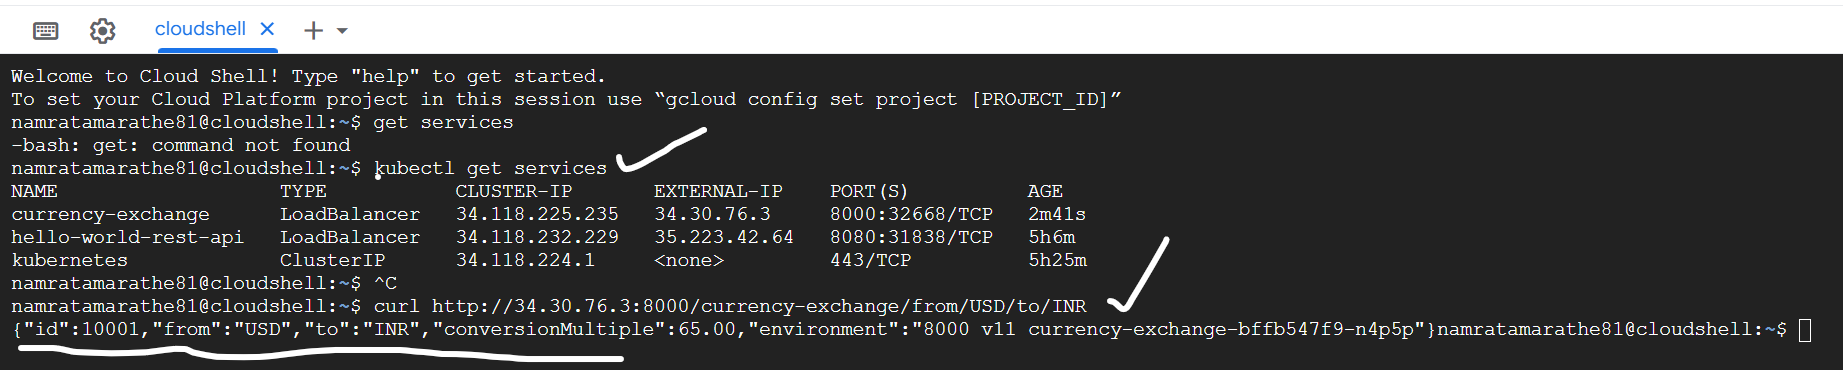 cloudshell
Welcome to Cloud Shell! Type "help" to get started.
To set your Cloud Platform project in this session use “gcloud config set project [PROJECT_ID]”
namratamarathe81@cloudshell:~$ get services
-bash: get: command not found
namratamarathe81@cloudshell:~$ kubectl get services
NAME TYPE CLUSTER-IP EXTERNAL-IP PORT(S) AGE
currency-exchange LoadBalancer 34.118.225.235 34.30.76.3 8000:32668/TCP 2m41s
hello-world-rest-api LoadBalancer 34.118.232.229 35.223.42.64 8080:31838/TCP 5h6m
kubernetes ClusterIP 34.118.224.1 <none> 443/TCP 5h25m
namratamarathe81@cloudshell:~$ ^C
namratamarathe81@cloudshell:~$ curl http://34.30.76.3:8000/currency-exchange/from/USD/to/INR
{"id":10001,"from":"USD","to":"INR","conversionMultiple":65.00,"environment":"8000 v11 currency-exchange-bffb547f9-n4p5p"}namratamarathe81@cloudshell:~$